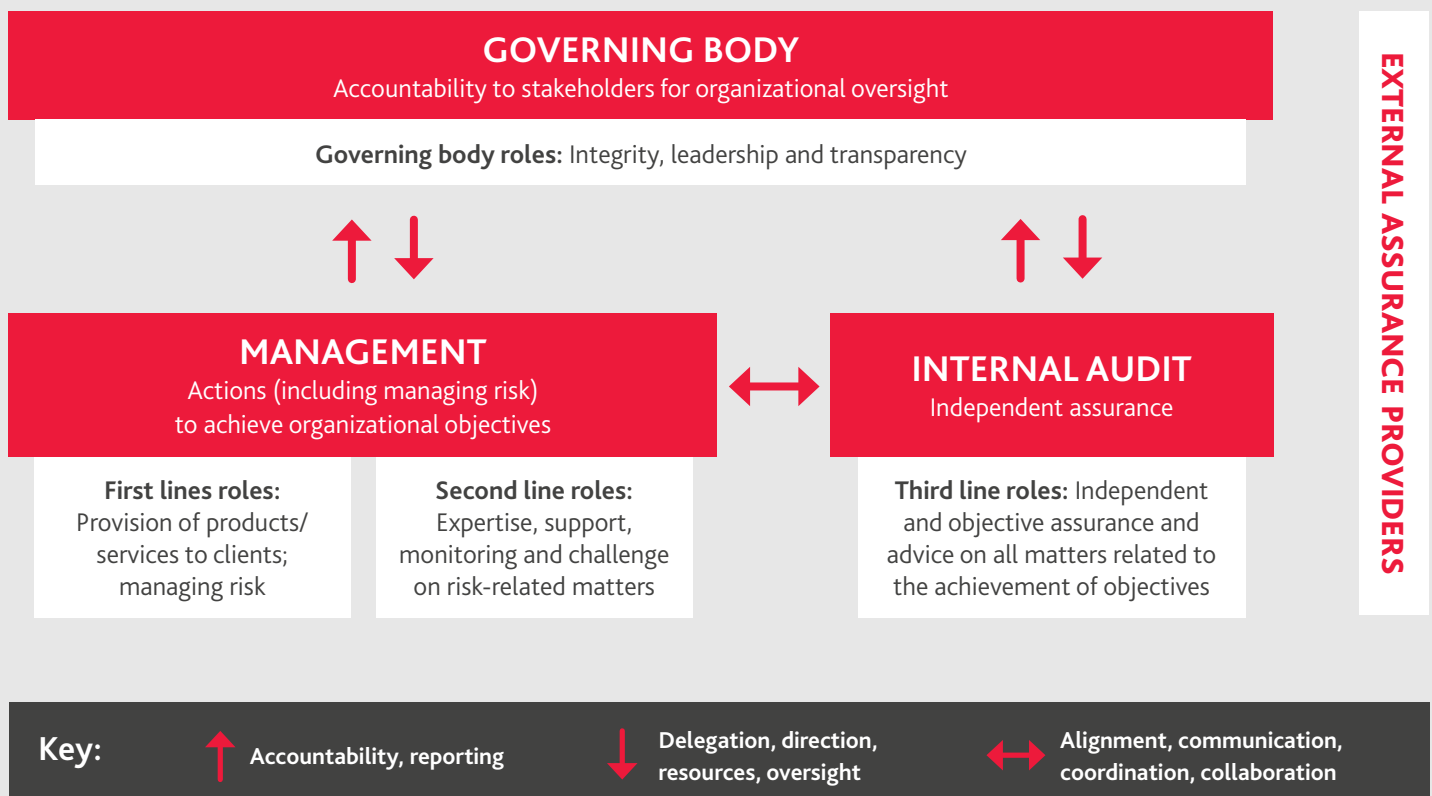 GOVERNING BODY
Accountability to stakeholders for organizational oversight
Governing body roles: Integrity, leadership and transparency
MANAGEMENT
Actions (including managing risk)
to achieve organizational objectives
First lines roles:
Provision of products/
services to clients;
managing risk
Second line roles:
Expertise, support,
monitoring and challenge
on risk-related matters
INTERNAL AUDIT
Independent assurance
Third line roles: Independent
and objective assurance and
advice on all matters related to
the achievement of objectives
EXTERNAL ASSURANCE PROVIDERS
Key:
Accountability, reporting
Delegation, direction,
resources, oversight
Alignment, communication,
coordination, collaboration